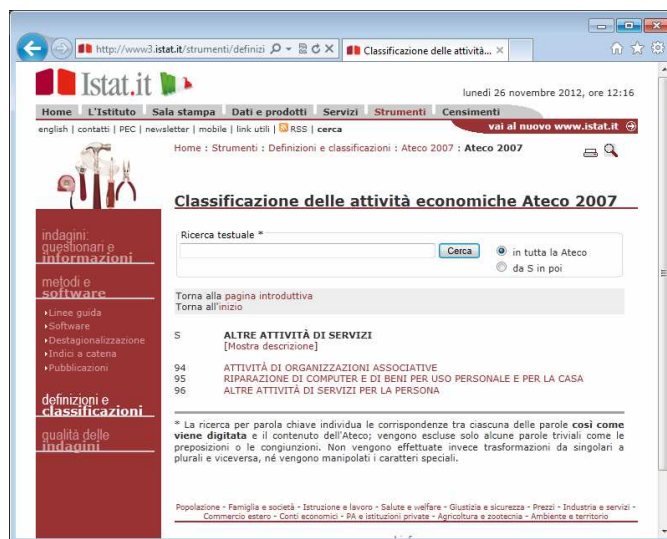 http://www3.istat.it/strumenti/definizi
Classificazione delle attività...
Istat.it
lunedì 26 novembre 2012, ore 12:16
Home L'Istituto Sala stampa Dati e prodotti Servizi Strumenti Censimenti
english | contatti | PEC | newsletter | mobile | link utili | RSS | cerca
vai al nuovo www.istat.it
Home : Strumenti : Definizioni e classificazioni : Ateco 2007 : Ateco 2007
Classificazione delle attività economiche Ateco 2007
indagini:
questionari e
informazioni
metodi e
software
Linee guida
Software
Destagionalizzazione
Indici a catena
Pubblicazioni
definizioni e
classificazioni
qualità delle
indagini
Ricerca testuale *
Cerca
in tutta la Ateco
da S in poi
Torna alla pagina introduttiva
Torna all'inizio
S ALTRE ATTIVITÀ DI SERVIZI
[Mostra descrizione]
94 ATTIVITÀ DI ORGANIZZAZIONI ASSOCIATIVE
95 RIPARAZIONE DI COMPUTER E DI BENI PER USO PERSONALE E PER LA CASA
96 ALTRE ATTIVITÀ DI SERVIZI PER LA PERSONA
* La ricerca per parola chiave individua le corrispondenze tra ciascuna delle parole così come
viene digitata e il contenuto dell'Ateco; vengono escluse solo alcune parole triviali come le
preposizioni o le congiunzioni. Non vengono effettuate invece trasformazioni da singolari a
plurali e viceversa, né vengono manipolati i caratteri speciali.
Popolazione - Famiglia e società - Istruzione e lavoro - Salute e welfare - Giustizia e sicurezza - Prezzi - Industria e servizi -
Commercio estero - Conti economici - PA e istituzioni private - Agricoltura e zootecnia - Ambiente e territorio